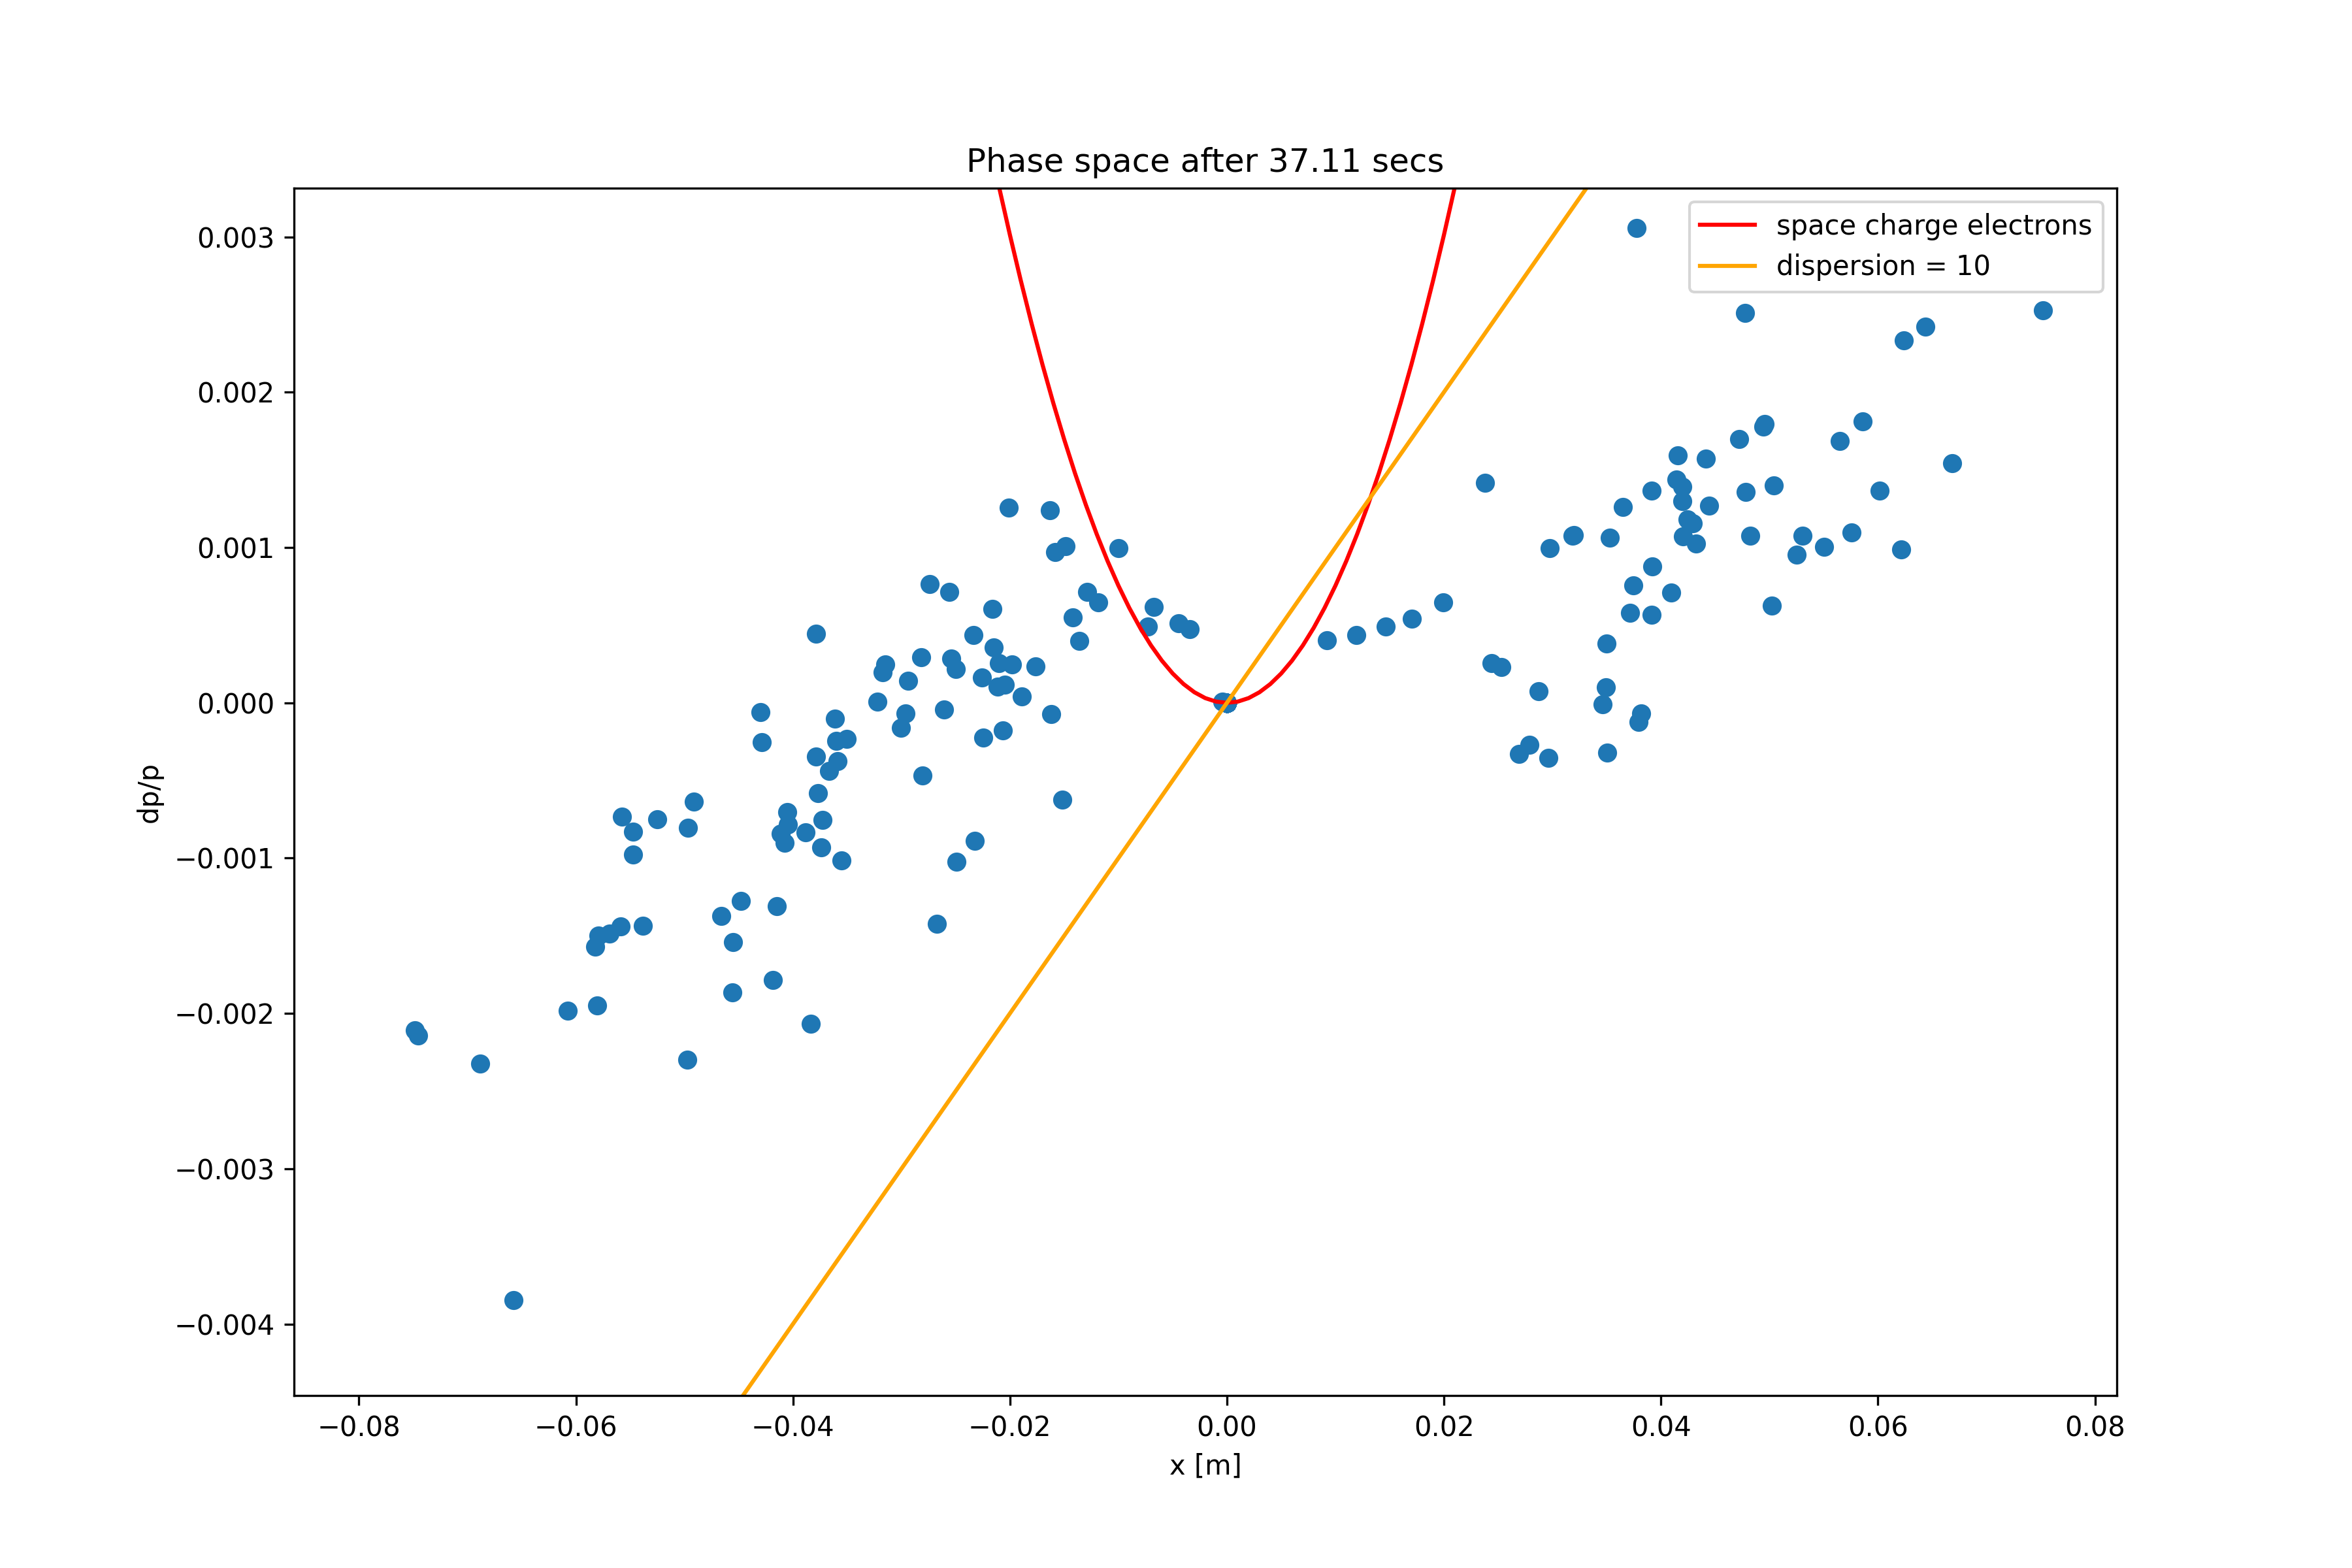 Phase space after 37.11 secs
space charge electrons
dispersion = 10
0.003
0.002
0.001
0.000
−0.001
−0.002
−0.003
−0.004
dp/p
−0.08 −0.06 −0.04 −0.02 0.00 0.02 0.04 0.06 0.08
x [m]